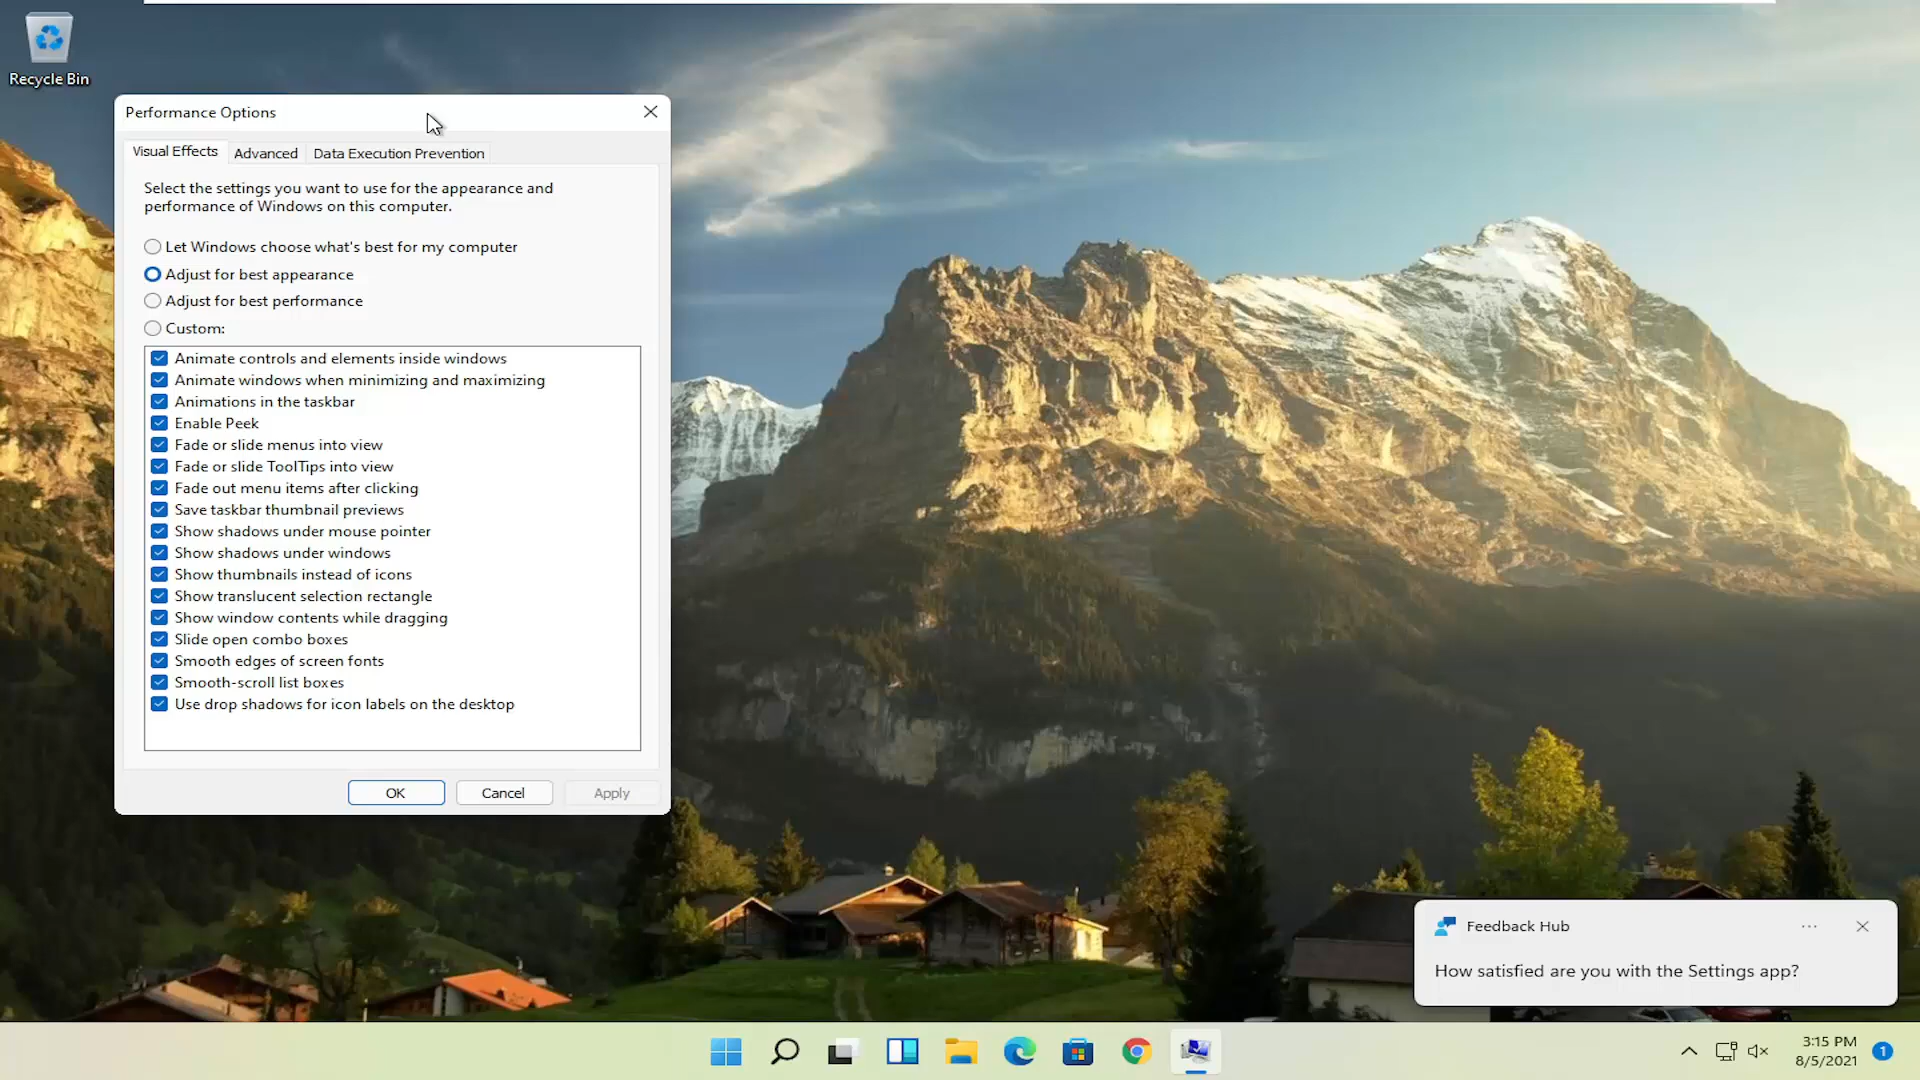 Recycle Bin
Performance Options
Visual Effects
Advanced
Data Execution Prevention
Select the settings you want to use for the appearance and
performance of Windows on this computer.
Let Windows choose what's best for my computer
Adjust for best appearance
Adjust for best performance
Custom:
Animate controls and elements inside windows
Animate windows when minimizing and maximizing
Animations in the taskbar
Enable Peek
Fade or slide menus into view
Fade or slide ToolTips into view
Fade out menu items after clicking
Save taskbar thumbnail previews
Show shadows under mouse pointer
Show shadows under windows
Show thumbnails instead of icons
Show translucent selection rectangle
Show window contents while dragging
Slide open combo boxes
Smooth edges of screen fonts
Smooth-scroll list boxes
Use drop shadows for icon labels on the desktop
OK
Cancel
Apply
Feedback Hub
How satisfied are you with the Settings app?
3:15 PM
8/5/2021
1